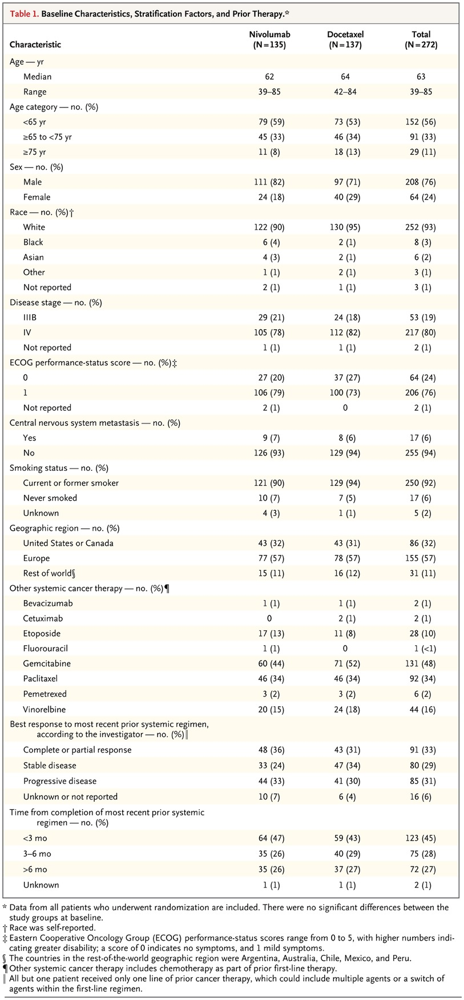 Table 1. Baseline Characteristics, Stratification Factors, and Prior Therapy.*
Characteristic Nivolumab (N=135) Docetaxel (N=137) Total (N=272)
Age — yr
Median 62 64 63
Range 39–85 42–84 39–85
Age category — no. (%)
<65 yr 79 (59) 73 (53) 152 (56)
≥65 to <75 yr 45 (33) 46 (34) 91 (33)
≥75 yr 11 (8) 18 (13) 29 (11)
Sex — no. (%)
Male 111 (82) 97 (71) 208 (76)
Female 24 (18) 40 (29) 64 (24)
Race — no. (%)†
White 122 (90) 130 (95) 252 (93)
Black 6 (4) 2 (1) 8 (3)
Asian 4 (3) 2 (1) 6 (2)
Other 1 (1) 2 (1) 3 (1)
Not reported 2 (1) 1 (1) 3 (1)
Disease stage — no. (%)
IIIB 29 (21) 24 (18) 53 (19)
IV 105 (78) 112 (82) 217 (80)
Not reported 1 (1) 1 (1) 2 (1)
ECOG performance-status score — no. (%)‡
0 27 (20) 37 (27) 64 (24)
1 106 (79) 100 (73) 206 (76)
Not reported 2 (1) 0 2 (1)
Central nervous system metastasis — no. (%)
Yes 9 (7) 8 (6) 17 (6)
No 126 (93) 129 (94) 255 (94)
Smoking status — no. (%)
Current or former smoker 121 (90) 129 (94) 250 (92)
Never smoked 10 (7) 7 (5) 17 (6)
Unknown 4 (3) 1 (1) 5 (2)
Geographic region — no. (%)
United States or Canada 43 (32) 43 (31) 86 (32)
Europe 77 (57) 78 (57) 155 (57)
Rest of world§ 15 (11) 16 (12) 31 (11)
Other systemic cancer therapy — no. (%)¶
Bevacizumab 1 (1) 1 (1) 2 (1)
Cetuximab 0 2 (1) 2 (1)
Etoposide 17 (13) 11 (8) 28 (10)
Fluorouracil 1 (1) 0 1 (<1)
Gemcitabine 60 (44) 71 (52) 131 (48)
Paclitaxel 46 (34) 46 (34) 92 (34)
Pemetrexed 3 (2) 3 (2) 6 (2)
Vinorelbine 20 (15) 24 (18) 44 (16)
Best response to most recent prior systemic regimen,
according to the investigator — no. (%)‖
Complete or partial response 48 (36) 43 (31) 91 (33)
Stable disease 33 (24) 47 (34) 80 (29)
Progressive disease 44 (33) 41 (30) 85 (31)
Unknown or not reported 10 (7) 6 (4) 16 (6)
Time from completion of most recent prior systemic
regimen — no. (%)
<3 mo 64 (47) 59 (43) 123 (45)
3–6 mo 35 (26) 40 (29) 75 (28)
>6 mo 35 (26) 37 (27) 72 (27)
Unknown 1 (1) 1 (1) 2 (1)
* Data from all patients who underwent randomization are included. There were no significant differences between the
study groups at baseline.
† Race was self-reported.
‡ Eastern Cooperative Oncology Group (ECOG) performance-status scores range from 0 to 5, with higher numbers indi-
cating greater disability; a score of 0 indicates no symptoms, and 1 mild symptoms.
§ The countries in the rest-of-the-world geographic region were Argentina, Australia, Chile, Mexico, and Peru.
¶ Other systemic cancer therapy includes chemotherapy as part of prior first-line therapy.
‖ All but one patient received only one line of prior cancer therapy, which could include multiple agents or a switch of
agents within the first-line regimen.